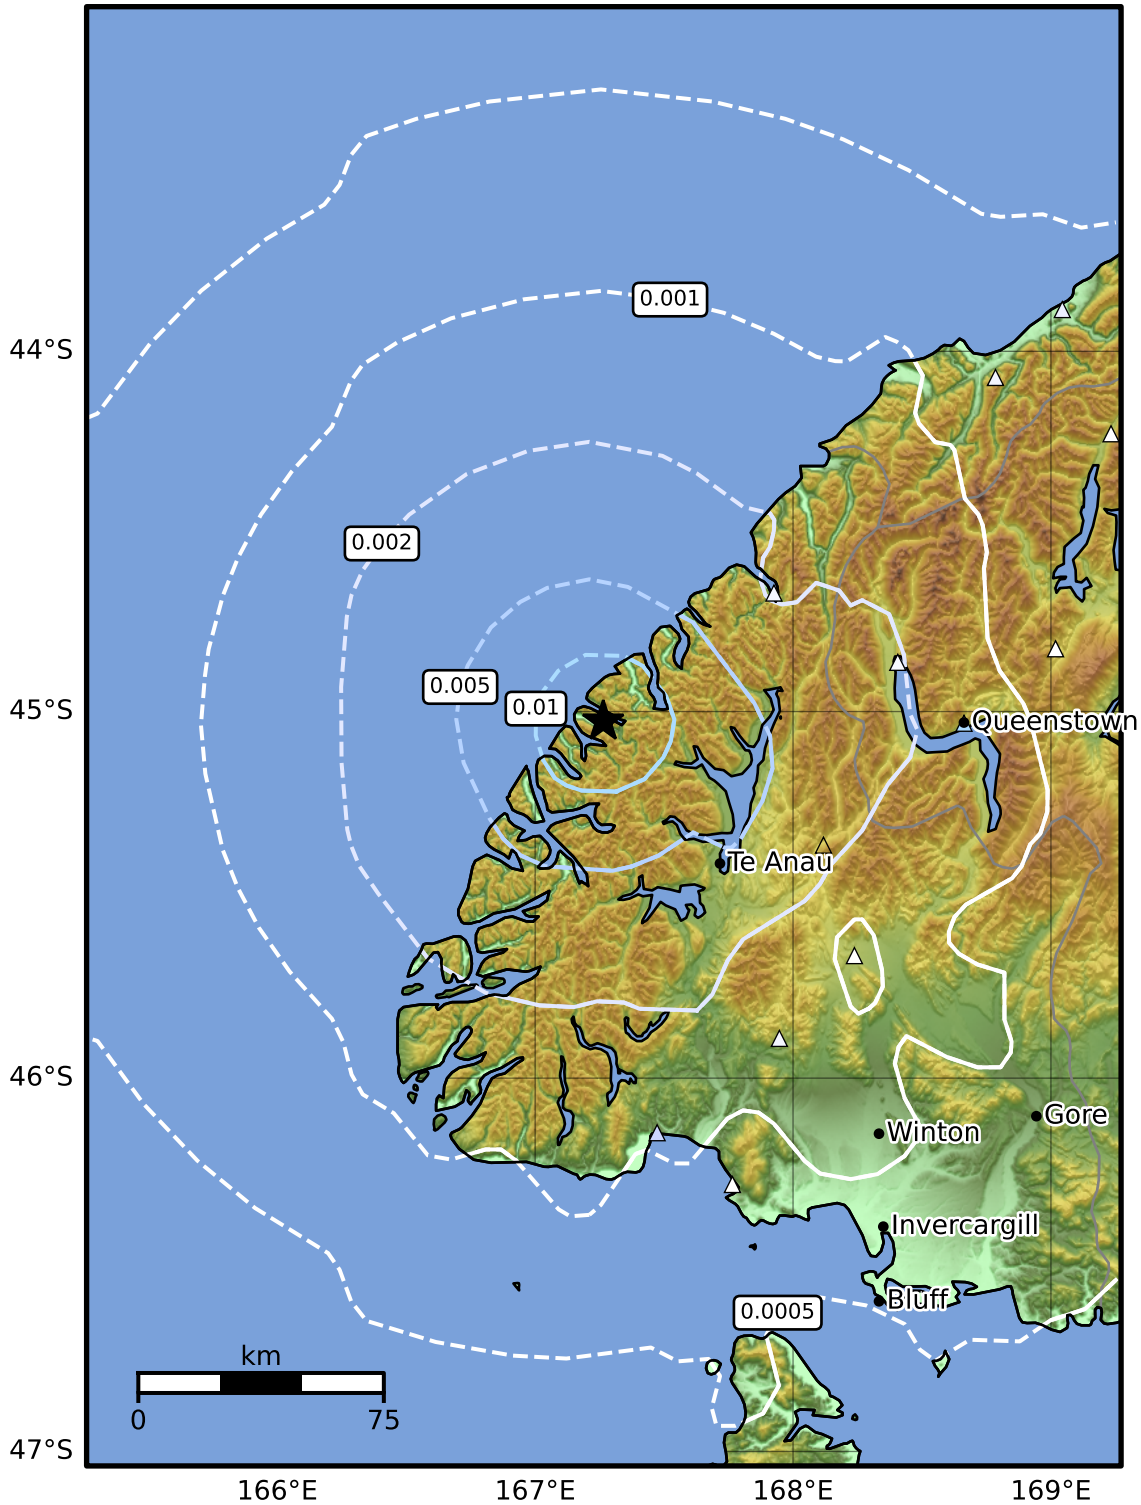 0.001
44°S
0.002
0.005
0.01
45°S
Queenstown
Te Anau
46°S
Gore
Winton
Invercargill
Bluff
0.0005
km
0
75
47°S
166°E
167°E
168°E
169°E